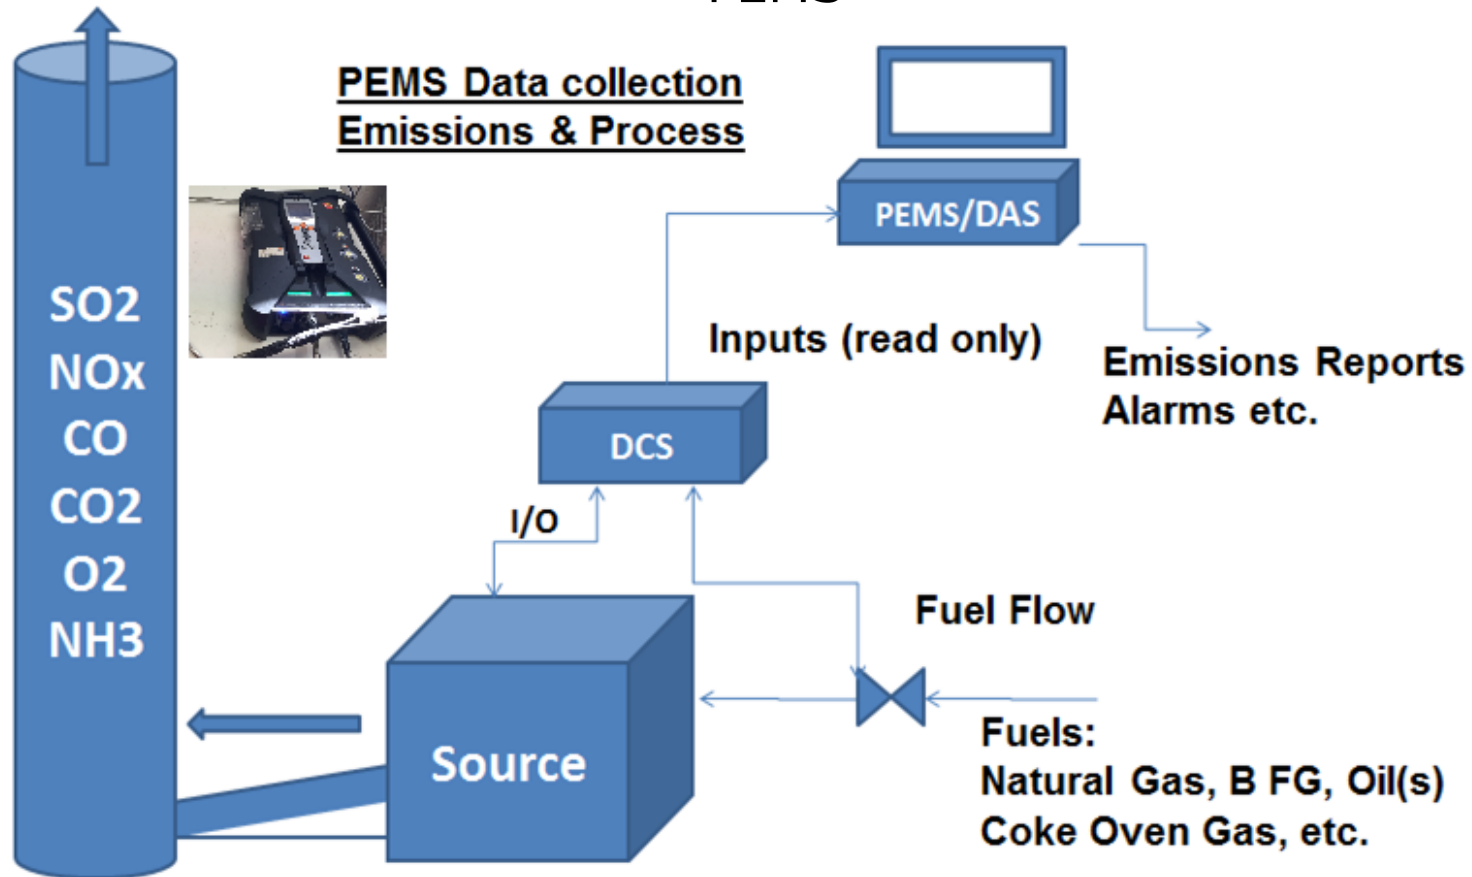 PEMS
PEMS Data collection
Emissions & Process
PEMS/DAS
Inputs (read only)
Emissions Reports
Alarms etc.
DCS
I/O
SO2
NOx
CO
CO2
O2
NH3
Fuel Flow
Source
Fuels:
Natural Gas, B FG, Oil(s)
Coke Oven Gas, etc.